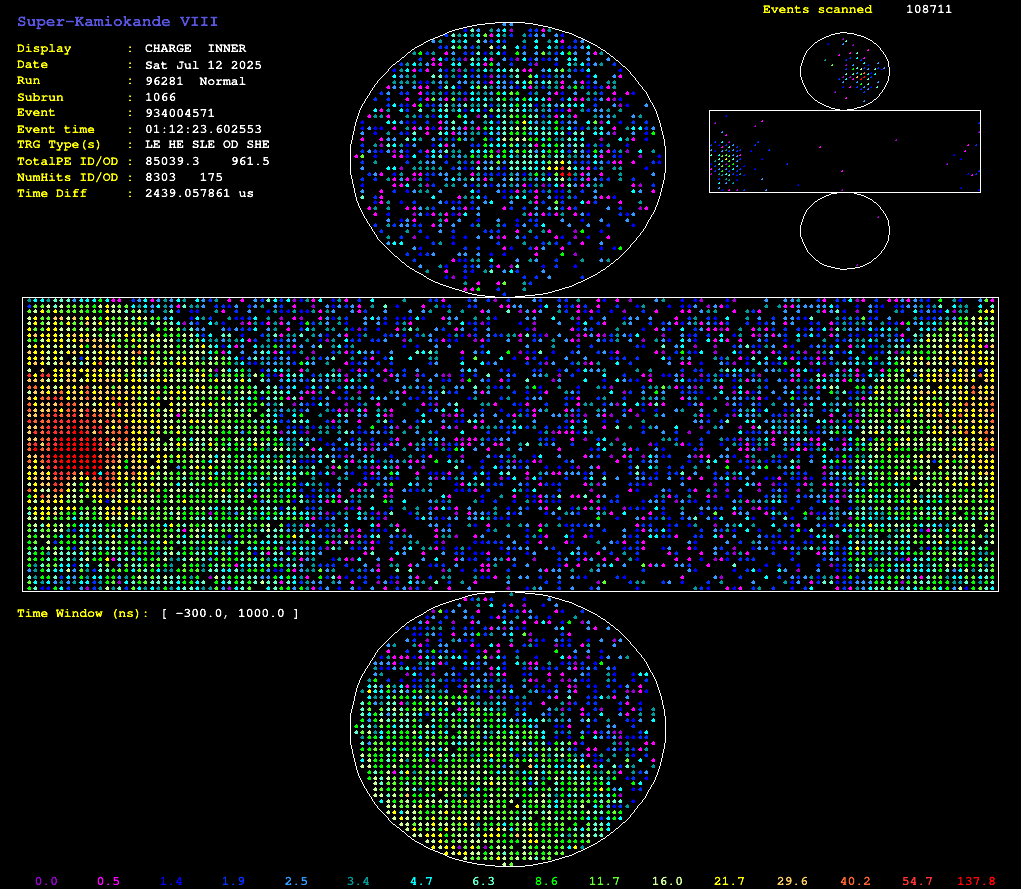 Super-Kamiokande VIII
Events scanned 108711
Display : CHARGE INNER
Date : Sat Jul 12 2025
Run : 96281 Normal
Subrun : 1066
Event : 934004571
Event time : 01:12:23.602553
TRG Type(s) : LE HE SLE OD SHE
TotalPE ID/OD : 85039.3 961.5
NumHits ID/OD : 8303 175
Time Diff : 2439.057861 us
Time Window (ns): [ −300.0, 1000.0 ]
0.0 0.5 1.4 1.9 2.5 3.4 4.7 6.3 8.6 11.7 16.0 21.7 29.6 40.2 54.7 137.8